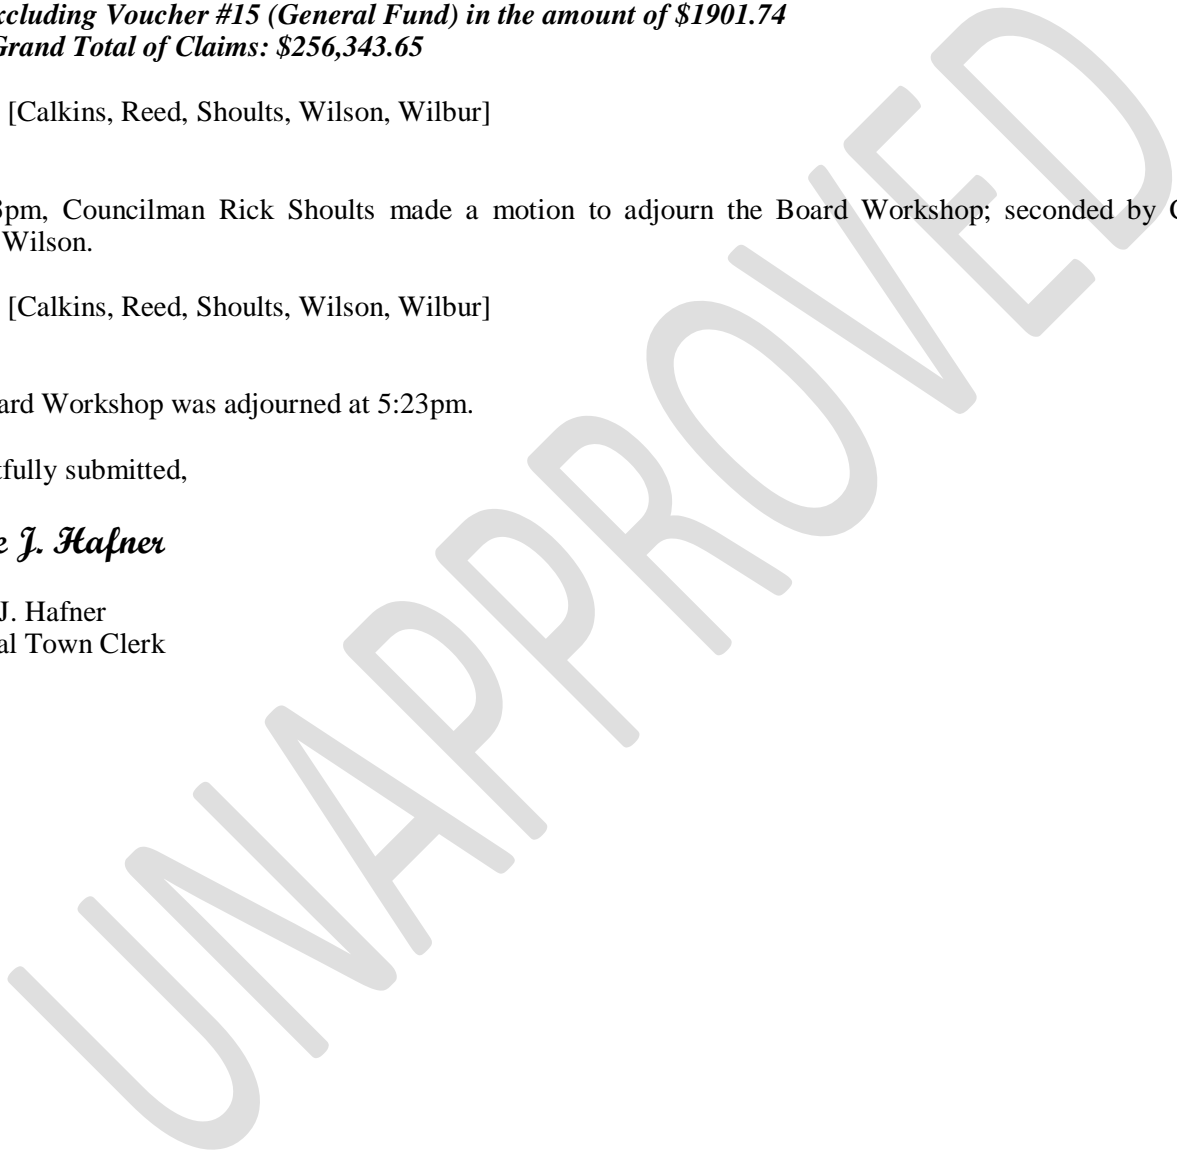 xcluding Voucher #15 (General Fund) in the amount of $1901.74
Grand Total of Claims: $256,343.65
[Calkins, Reed, Shoults, Wilson, Wilbur]
3pm, Councilman Rick Shoults made a motion to adjourn the Board Workshop; seconded by C
Wilson.
[Calkins, Reed, Shoults, Wilson, Wilbur]
ard Workshop was adjourned at 5:23pm.
tfully submitted,
e J. Hafner
J. Hafner
al Town Clerk
UNAPPROVED